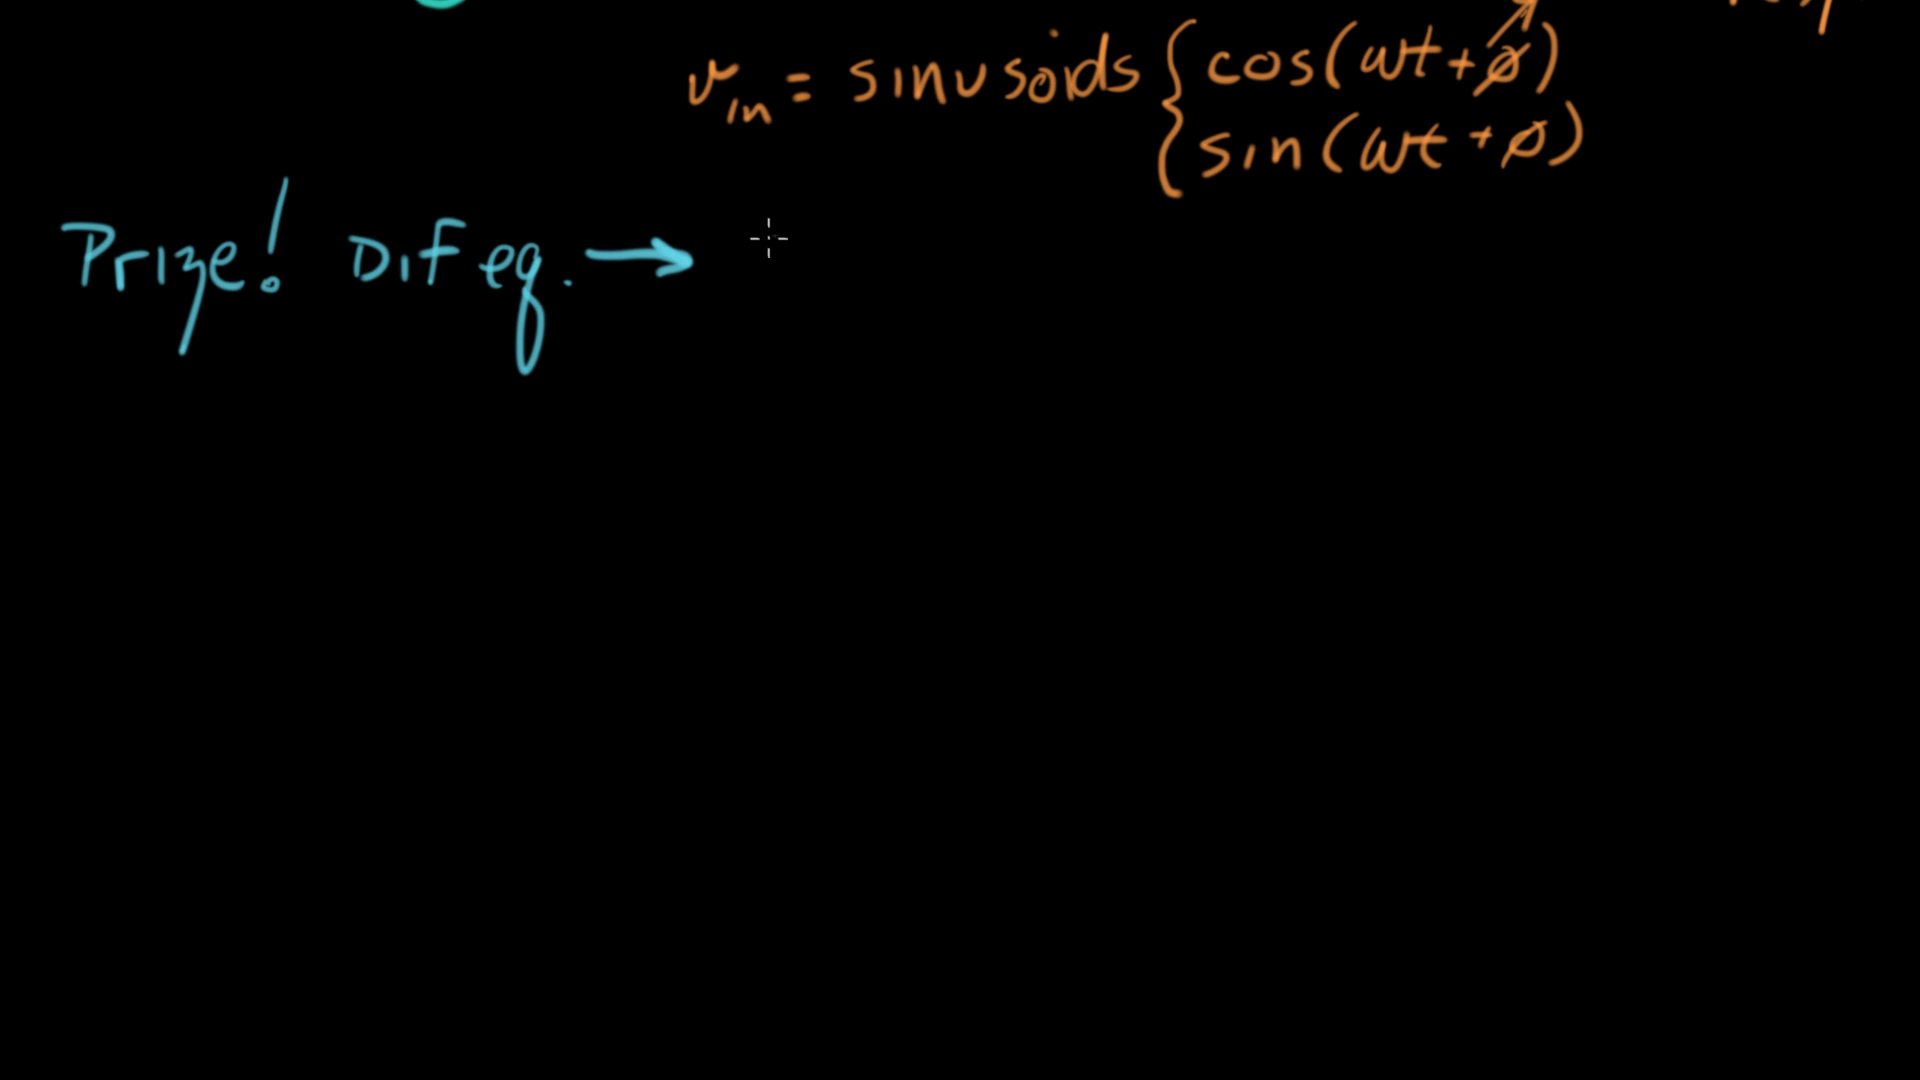 v_in = sinusoids { cos(ωt + ø)
sin(ωt + ø)
Prize! Dif eq. →